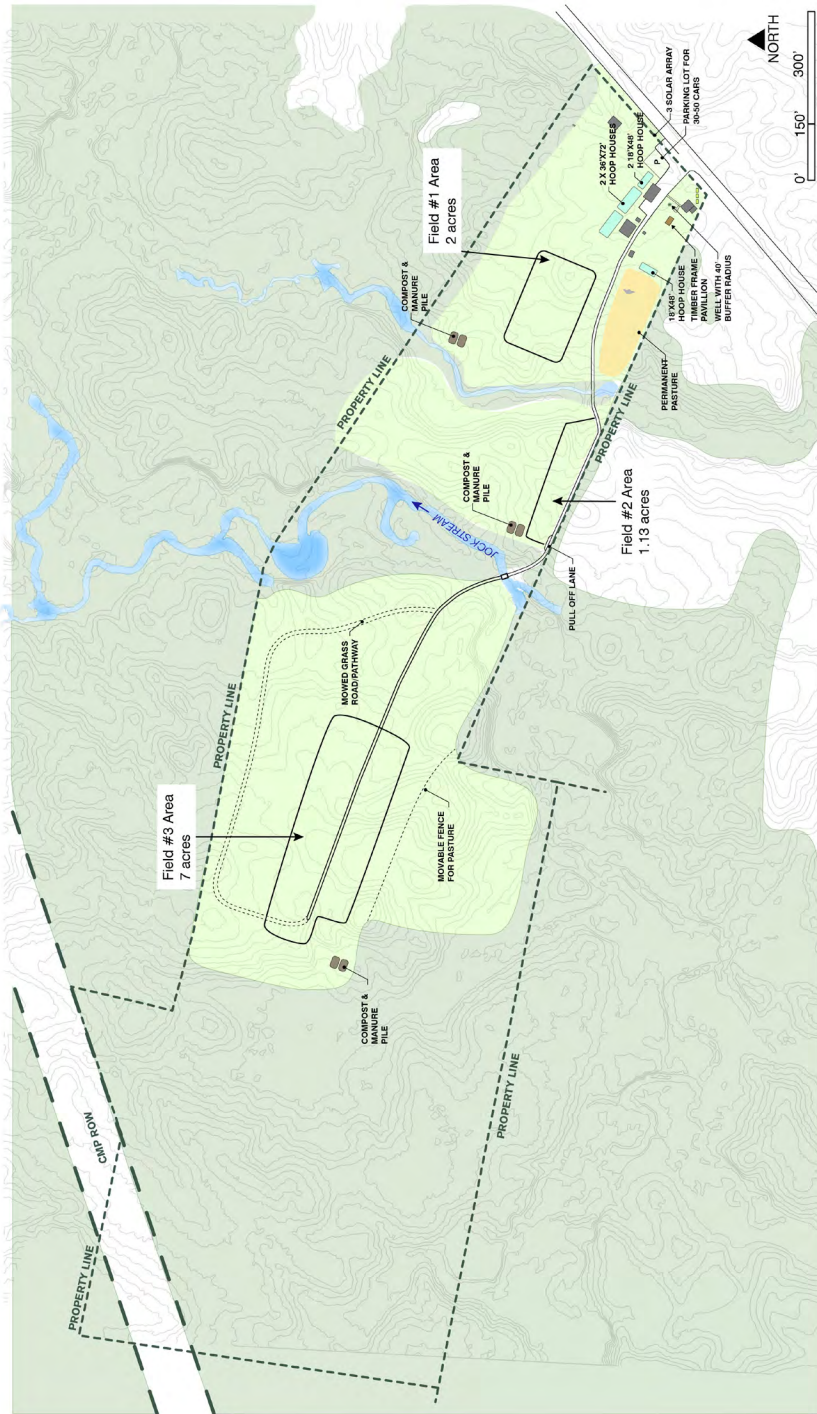 PROPERTY LINE
CMP ROW
PROPERTY LINE
PROPERTY LINE
COMPOST &
MANURE
PILE
Field #3 Area
7 acres
PROPERTY LINE
MOVABLE FENCE
FOR PASTURE
MOWED GRASS
ROAD/PATHWAY
JOCK STREAM
PULL OFF LANE
COMPOST &
MANURE
PILE
Field #2 Area
1.13 acres
PROPERTY LINE
PROPERTY LINE
COMPOST &
MANURE
PILE
Field #1 Area
2 acres
PERMANENT
PASTURE
18'X48'
HOOP HOUSE
TIMBER FRAME
PAVILLION
WELL WITH 40'
BUFFER RADIUS
2 X 36'X72'
HOOP HOUSES
2 18'X48'
HOOP HOUSE
P
3 SOLAR ARRAY
PARKING LOT FOR
30-50 CARS
NORTH
0'
150'
300'